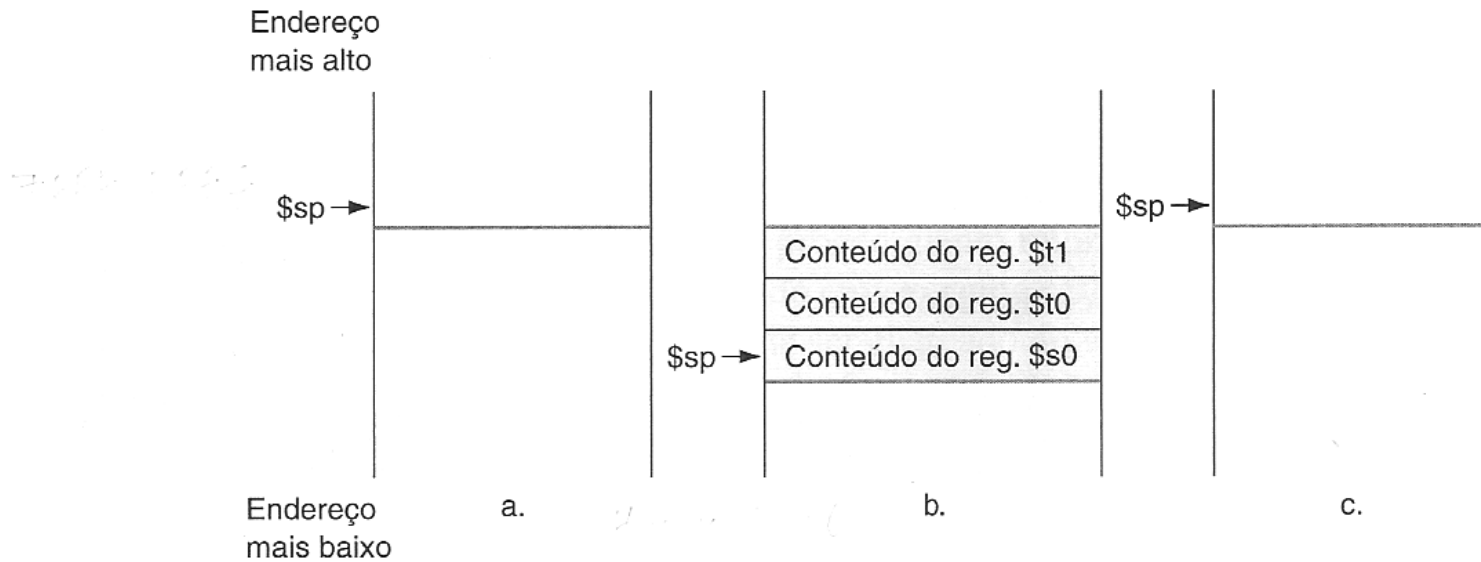 Endereço
mais alto
$sp
$sp
Conteúdo do reg. $t1
Conteúdo do reg. $t0
$sp
Conteúdo do reg. $s0
Endereço
mais baixo
a.
b.
c.